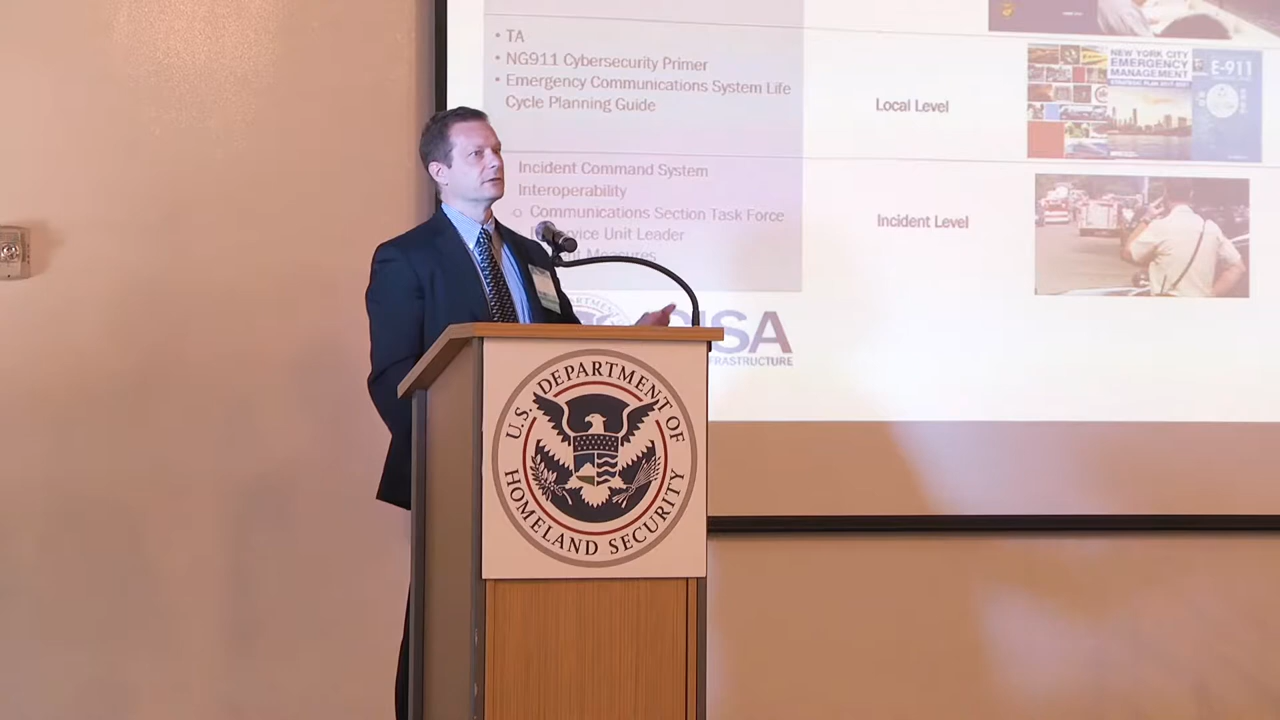 • TA
• NG911 Cybersecurity Primer
• Emergency Communications System Life
Cycle Planning Guide
Local Level
NEW YORK CITY
EMERGENCY
MANAGEMENT
E-911
Incident Command System
Interoperability
o Communications Section Task Force
Service Unit Leader
Measures
Incident Level
ISA
U.S. DEPARTMENT OF
HOMELAND SECURITY